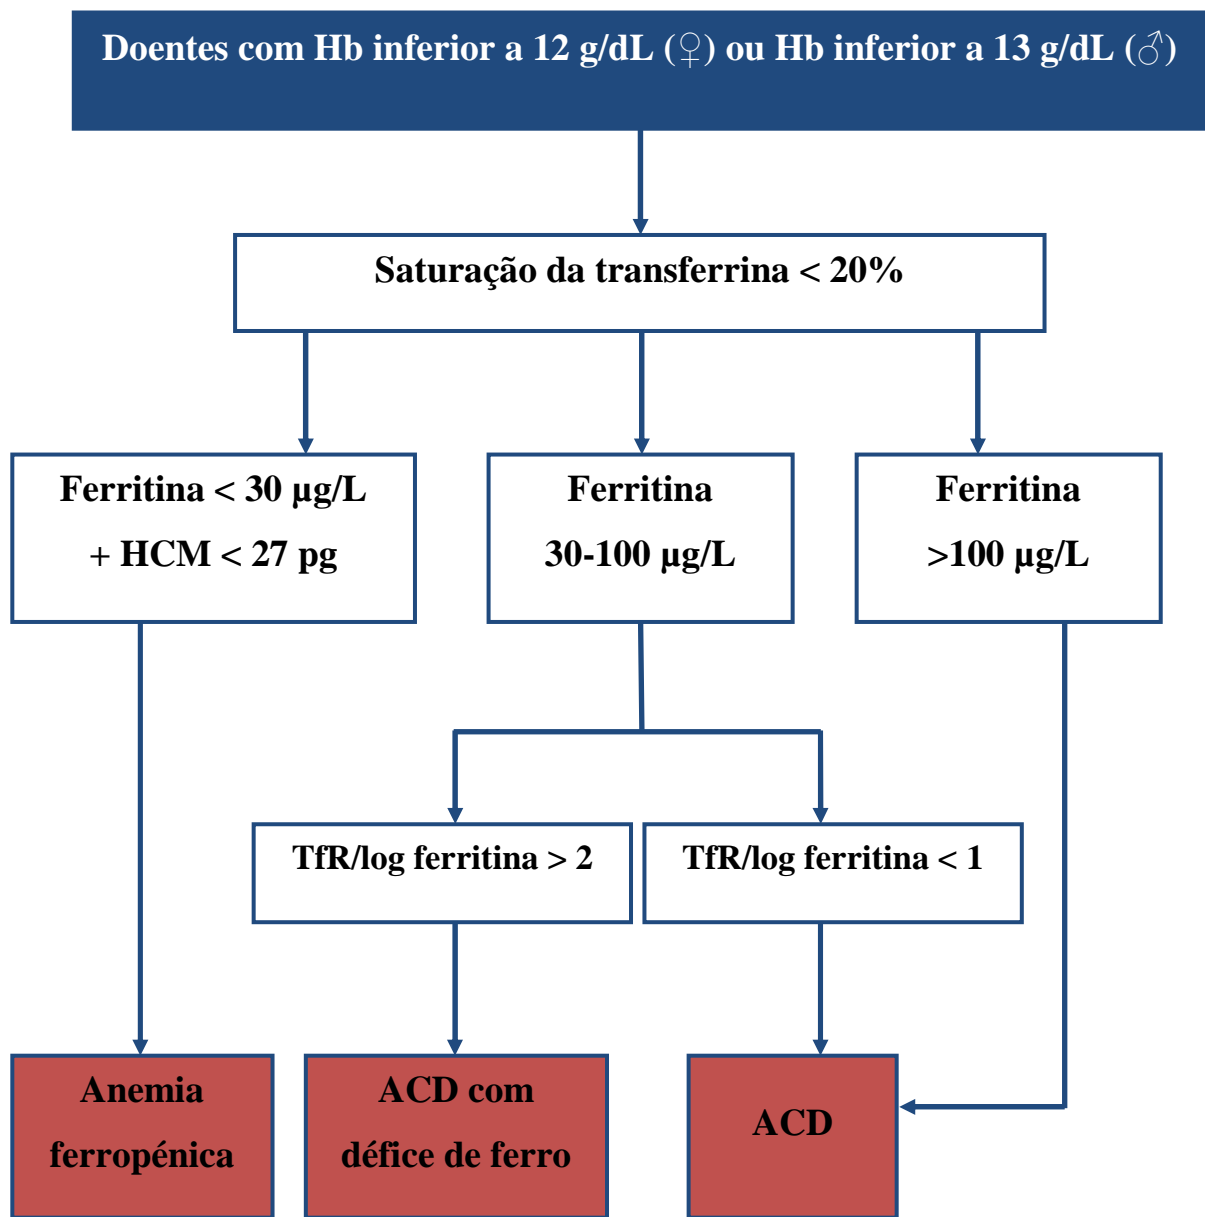 Doentes com Hb inferior a 12 g/dL (♀) ou Hb inferior a 13 g/dL (♂)
Saturação da transferrina < 20%
Ferritina < 30 µg/L
+ HCM < 27 pg
Ferritina
30-100 µg/L
Ferritina
>100 µg/L
TfR/log ferritina > 2
TfR/log ferritina < 1
Anemia
ferropénica
ACD com
défice de ferro
ACD